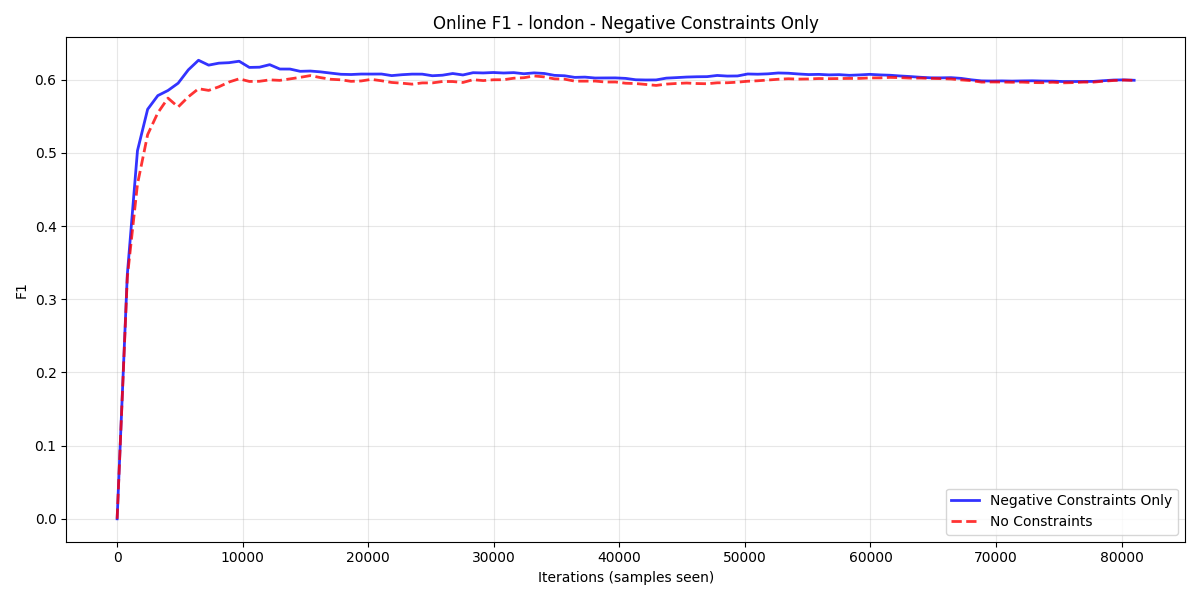 Online F1 - london - Negative Constraints Only
F1
0.6
0.5
0.4
0.3
0.2
0.1
0.0
0 10000 20000 30000 40000 50000 60000 70000 80000
Iterations (samples seen)
Negative Constraints Only
No Constraints